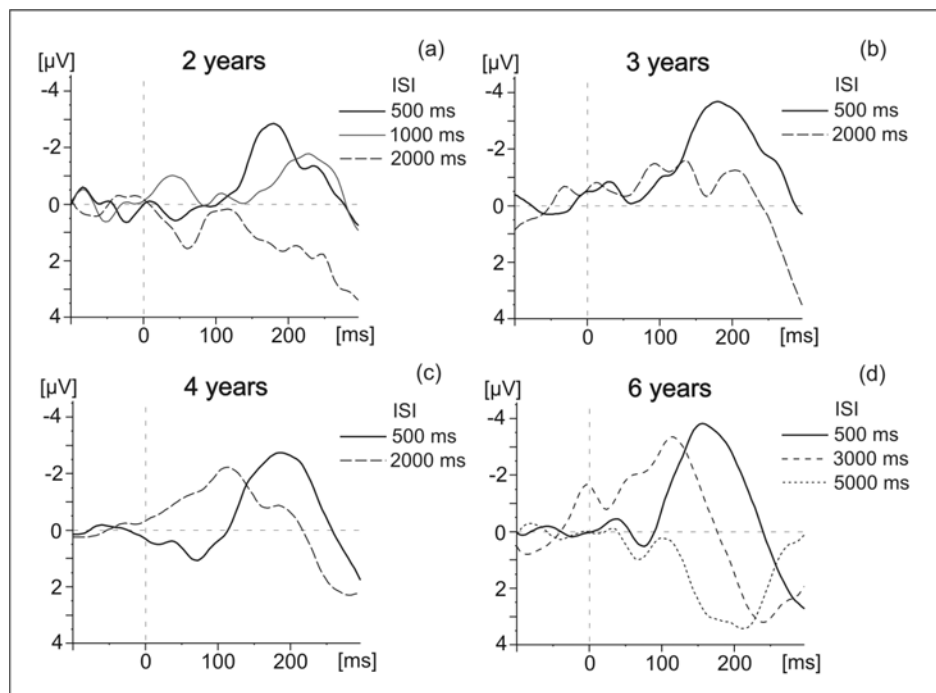 2 years
(a)
[µV]
-4
-2
0
2
4
0
100
200
[ms]
ISI
500 ms
1000 ms
2000 ms
3 years
(b)
[µV]
-4
-2
0
2
4
0
100
200
[ms]
ISI
500 ms
2000 ms
4 years
(c)
[µV]
-4
-2
0
2
4
0
100
200
[ms]
ISI
500 ms
2000 ms
6 years
(d)
[µV]
-4
-2
0
2
4
0
100
200
[ms]
ISI
500 ms
3000 ms
5000 ms